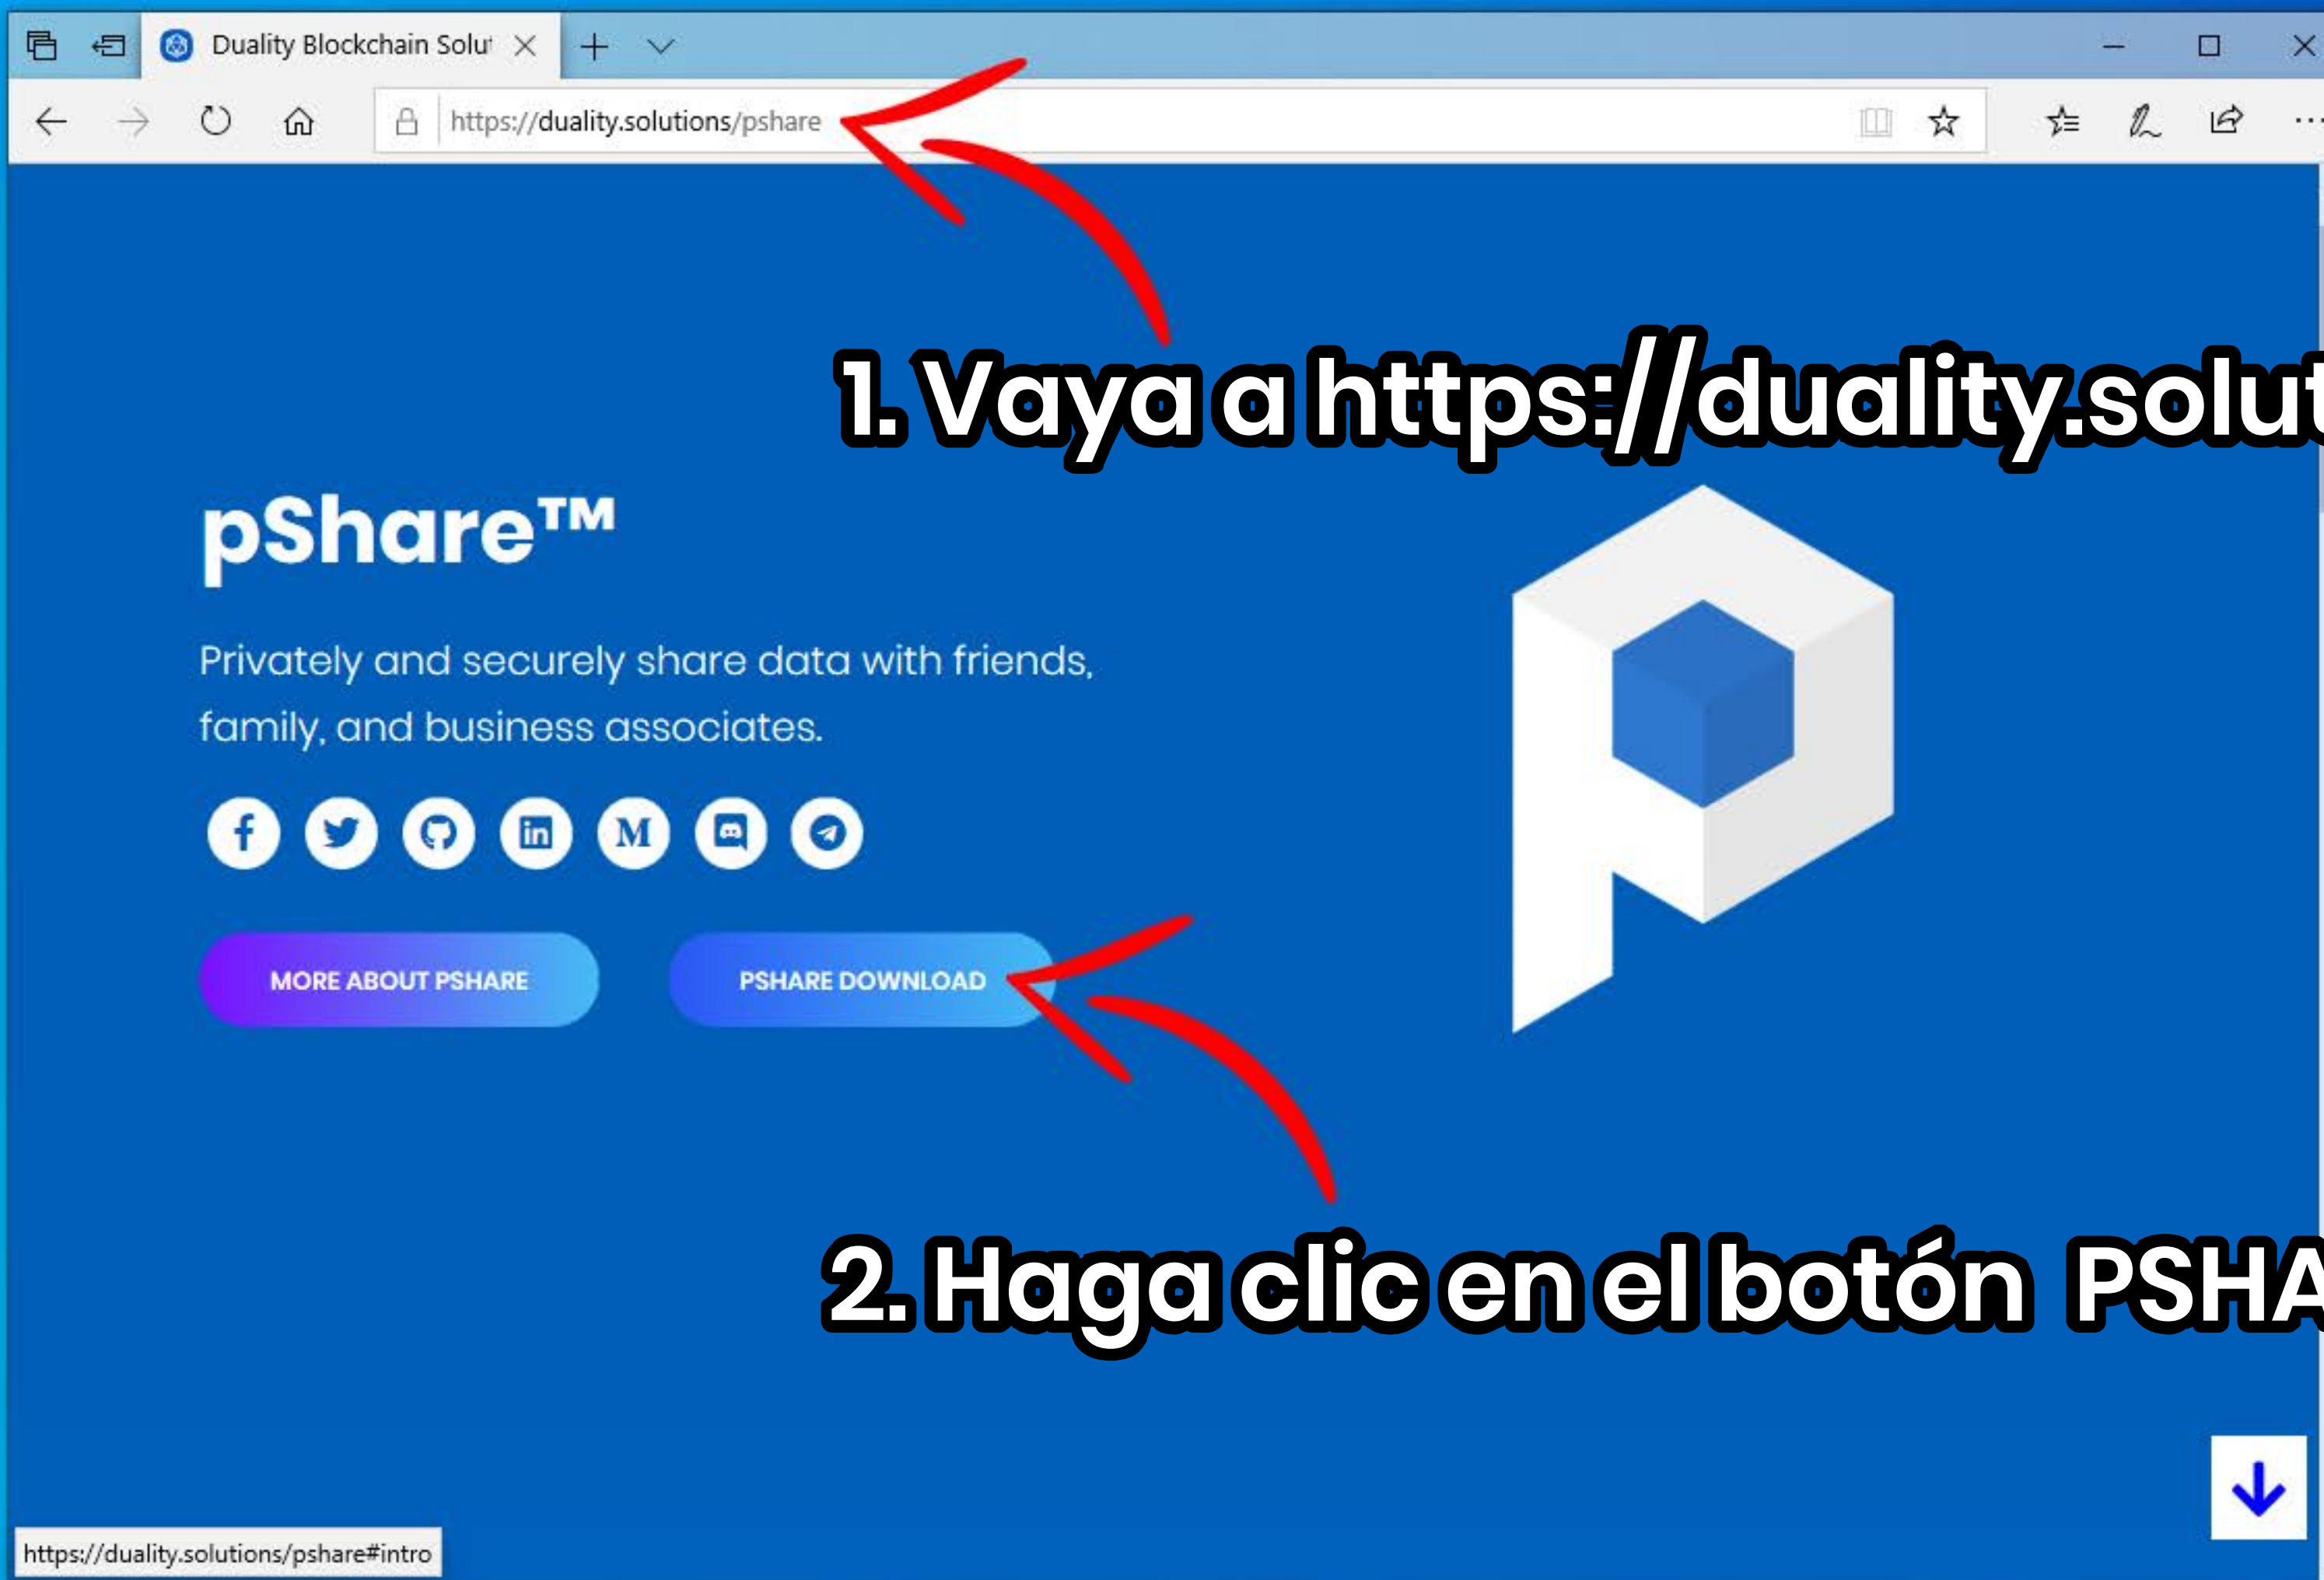 Duality Blockchain Solut
https://duality.solutions/pshare
1. Vaya a https://duality.solut
pShare™
Privately and securely share data with friends,
family, and business associates.
MORE ABOUT PSHARE
PSHARE DOWNLOAD
2. Haga clic en el botón PSHA
https://duality.solutions/pshare#intro